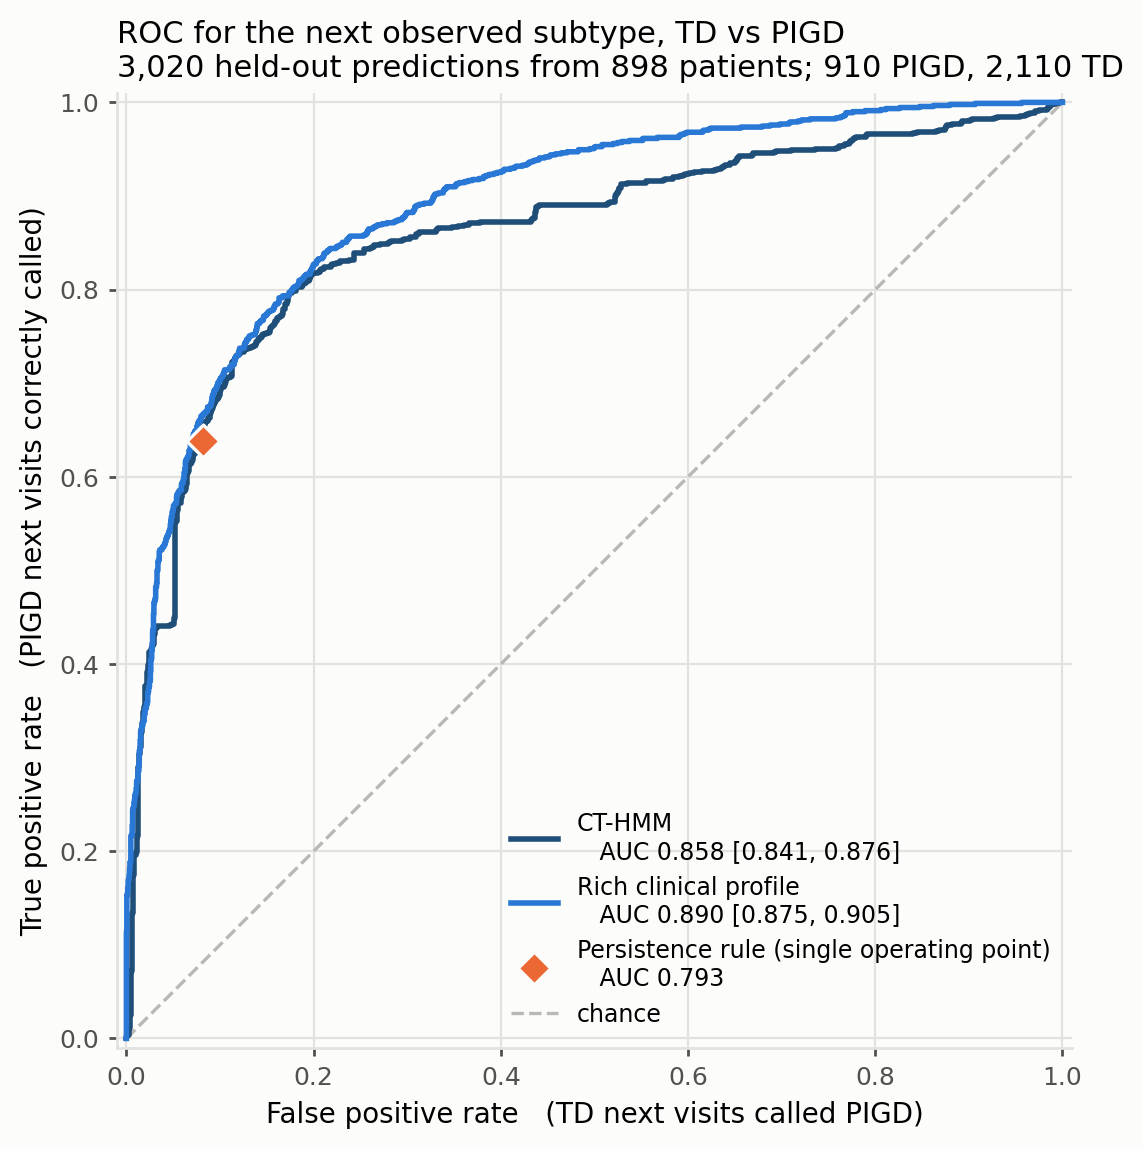 ROC for the next observed subtype, TD vs PIGD
3,020 held-out predictions from 898 patients; 910 PIGD, 2,110 TD
True positive rate   (PIGD next visits correctly called)
1.0
0.8
0.6
0.4
0.2
0.0
CT-HMM
AUC 0.858 [0.841, 0.876]
Rich clinical profile
AUC 0.890 [0.875, 0.905]
Persistence rule (single operating point)
AUC 0.793
chance
0.0 0.2 0.4 0.6 0.8 1.0
False positive rate   (TD next visits called PIGD)